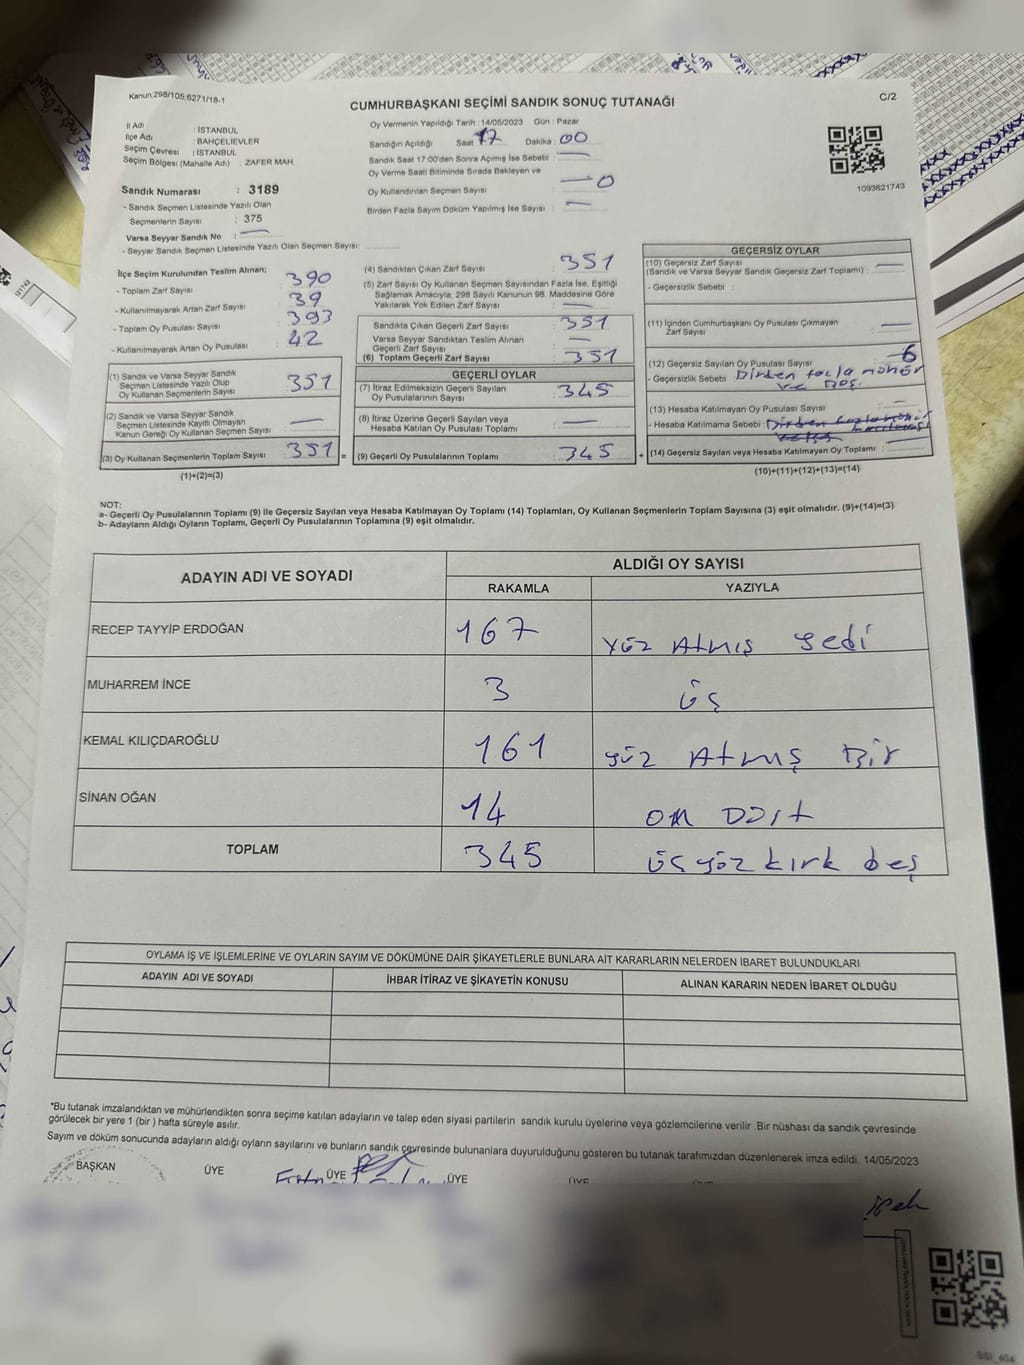 Kanun:298/105;6271/18-1
CUMHURBAŞKANI SEÇİMİ SANDIK SONUÇ TUTANAĞI
C/2
İl Adı : İSTANBUL
İlçe Adı : BAHÇELİEVLER
Seçim Çevresi : İSTANBUL
Seçim Bölgesi (Mahalle Adı) : ZAFER MAH.
Sandık Numarası : 3189
- Sandık Seçmen Listesinde Yazılı Olan
Seçmenlerin Sayısı : 375
Varsa Seyyar Sandık No : —
- Seyyar Sandık Seçmen Listesinde Yazılı Olan Seçmen Sayısı:
Oy Vermenin Yapıldığı Tarih : 14/05/2023 Gün : Pazar
Sandığın Açıldığı Saat 17 Dakika 00
Sandık Saat 17:00'den Sonra Açımış İse Sebebi : —
Oy Verme Saati Bitiminde Sırada Bekleyen ve
Oy Kullandırılan Seçmen Sayısı — 0
Birden Fazla Sayım Döküm Yapılmış İse Sayısı : —
1093621743
İlçe Seçim Kurulundan Teslim Alınan;
- Toplam Zarf Sayısı : 390
- Kullanılmayarak Artan Zarf Sayısı : 39
- Toplam Oy Pusulası Sayısı : 393
- Kullanılmayarak Artan Oy Pusulası : 42
(1) Sandık ve Varsa Seyyar Sandık
Seçmen Listesinde Yazılı Olup
Oy Kullanan Seçmenlerin Sayısı : 351
(2) Sandık ve Varsa Seyyar Sandık
Seçmen Listesinde Kayıtlı Olmayan
Kanun Gereği Oy Kullanan Seçmen Sayısı : —
(3) Oy Kullanan Seçmenlerin Toplam Sayısı : 351 =
(1)+(2)=(3)
(4) Sandıktan Çıkan Zarf Sayısı : 351
(5) Zarf Sayısı Oy Kullanan Seçmen Sayısından Fazla İse, Eşitliği
Sağlamak Amacıyla, 298 Sayılı Kanunun 98. Maddesine Göre
Yakılarak Yok Edilen Zarf Sayısı : —
Sandıkta Çıkan Geçerli Zarf Sayısı : 351
Varsa Seyyar Sandıktan Teslim Alınan
Geçerli Zarf Sayısı : —
(6) Toplam Geçerli Zarf Sayısı : 351
GEÇERLİ OYLAR
(7) İtiraz Edilmeksizin Geçerli Sayılan
Oy Pusulalarının Sayısı : 345
(8) İtiraz Üzerine Geçerli Sayılan veya
Hesaba Katılan Oy Pusulası Toplamı : —
(9) Geçerli Oy Pusulalarının Toplamı : 345 +
GEÇERSİZ OYLAR
(10) Geçersiz Zarf Sayısı
(Sandık ve Varsa Seyyar Sandık Geçersiz Zarf Toplamı) : —
- Geçersizlik Sebebi :
(11) İçinden Cumhurbaşkanı Oy Pusulası Çıkmayan
Zarf Sayısı : —
(12) Geçersiz Sayılan Oy Pusulası Sayısı : 6
- Geçersizlik Sebebi : Birden fazla mühür
ve Boş.
(13) Hesaba Katılmayan Oy Pusulası Sayısı : —
- Hesaba Katılmama Sebebi :
(14) Geçersiz Sayılan veya Hesaba Katılmayan Oy Toplamı :
(10)+(11)+(12)+(13)=(14)
NOT:
a- Geçerli Oy Pusulalarının Toplamı (9) ile Geçersiz Sayılan veya Hesaba Katılmayan Oy Toplamı (14) Toplamları, Oy Kullanan Seçmenlerin Toplam Sayısına (3) eşit olmalıdır. (9)+(14)=(3)
b- Adayların Aldığı Oyların Toplamı, Geçerli Oy Pusulalarının Toplamına (9) eşit olmalıdır.
ADAYIN ADI VE SOYADI
ALDIĞI OY SAYISI
RAKAMLA YAZIYLA
RECEP TAYYİP ERDOĞAN 167 yüz Atmış yedi
MUHARREM İNCE 3 üç
KEMAL KILIÇDAROĞLU 161 yüz Atmış Bir
SİNAN OĞAN 14 on Dört
TOPLAM 345 üç yüz kırk beş
OYLAMA İŞ VE İŞLEMLERİNE VE OYLARIN SAYIM VE DÖKÜMÜNE DAİR ŞİKAYETLERLE BUNLARA AİT KARARLARIN NELERDEN İBARET BULUNDUKLARI
ADAYIN ADI VE SOYADI İHBAR İTİRAZ VE ŞİKAYETİN KONUSU ALINAN KARARIN NEDEN İBARET OLDUĞU
*Bu tutanak imzalandıktan ve mühürlendikten sonra seçime katılan adayların ve talep eden siyasi partilerin sandık kurulu üyelerine veya gözlemcilerine verilir .Bir nüshası da sandık çevresinde
görülecek bir yere 1 (bir ) hafta süreyle asılır.
Sayım ve döküm sonucunda adayların aldığı oyların sayılarını ve bunların sandık çevresinde bulunanlara duyurulduğunu gösteren bu tutanak tarafımızdan düzenlenerek imza edildi. 14/05/2023
BAŞKAN ÜYE ÜYE ÜYE ÜYE